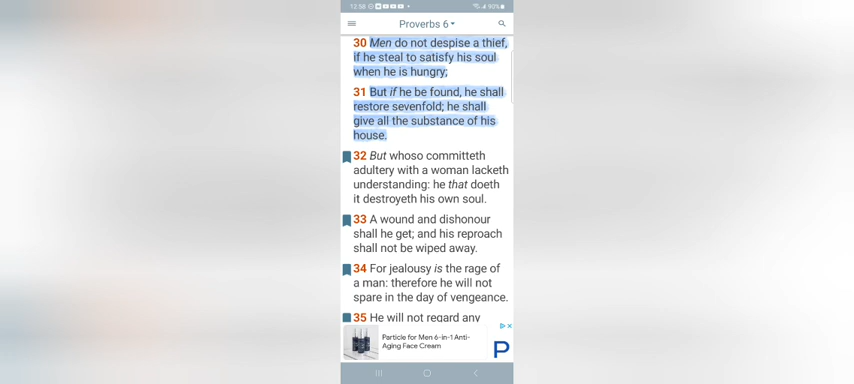 12:58
90%
Proverbs 6
30 Men do not despise a thief,
if he steal to satisfy his soul
when he is hungry;
31 But if he be found, he shall
restore sevenfold; he shall
give all the substance of his
house.
32 But whoso committeth
adultery with a woman lacketh
understanding: he that doeth
it destroyeth his own soul.
33 A wound and dishonour
shall he get; and his reproach
shall not be wiped away.
34 For jealousy is the rage of
a man: therefore he will not
spare in the day of vengeance.
35 He will not regard any
Particle for Men 6-in-1 Anti-
Aging Face Cream
P